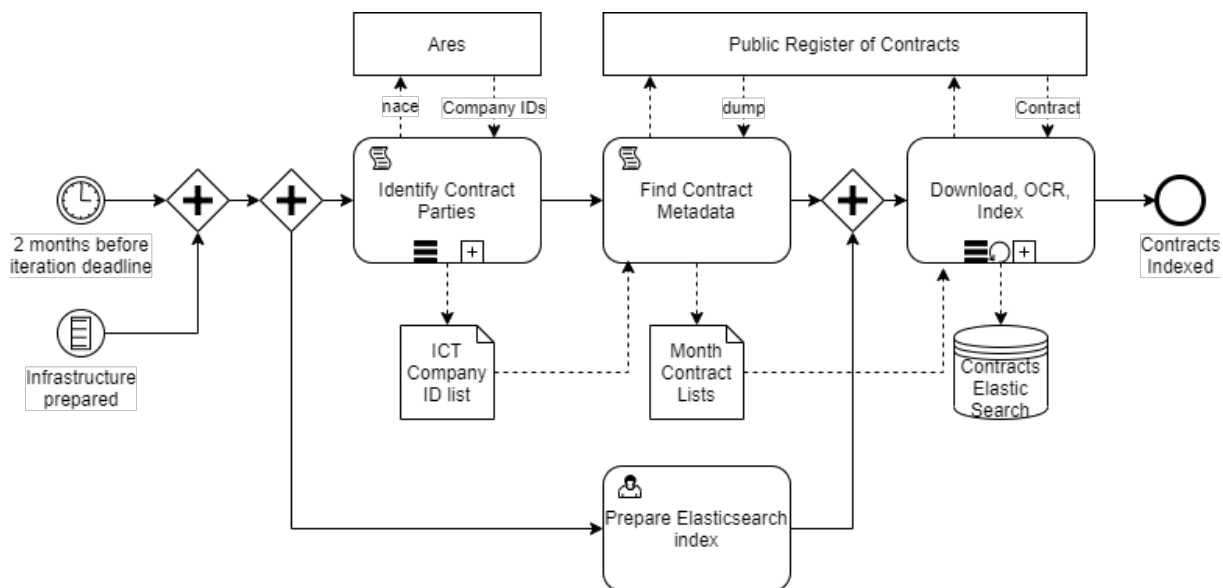 Ares
Public Register of Contracts
nace
Company IDs
dump
Contract
Identify Contract
Parties
Find Contract
Metadata
Download, OCR,
Index
2 months before
iteration deadline
Contracts
Indexed
Infrastructure
prepared
ICT
Company
ID list
Month
Contract
Lists
Contracts
Elastic
Search
Prepare Elasticsearch
index